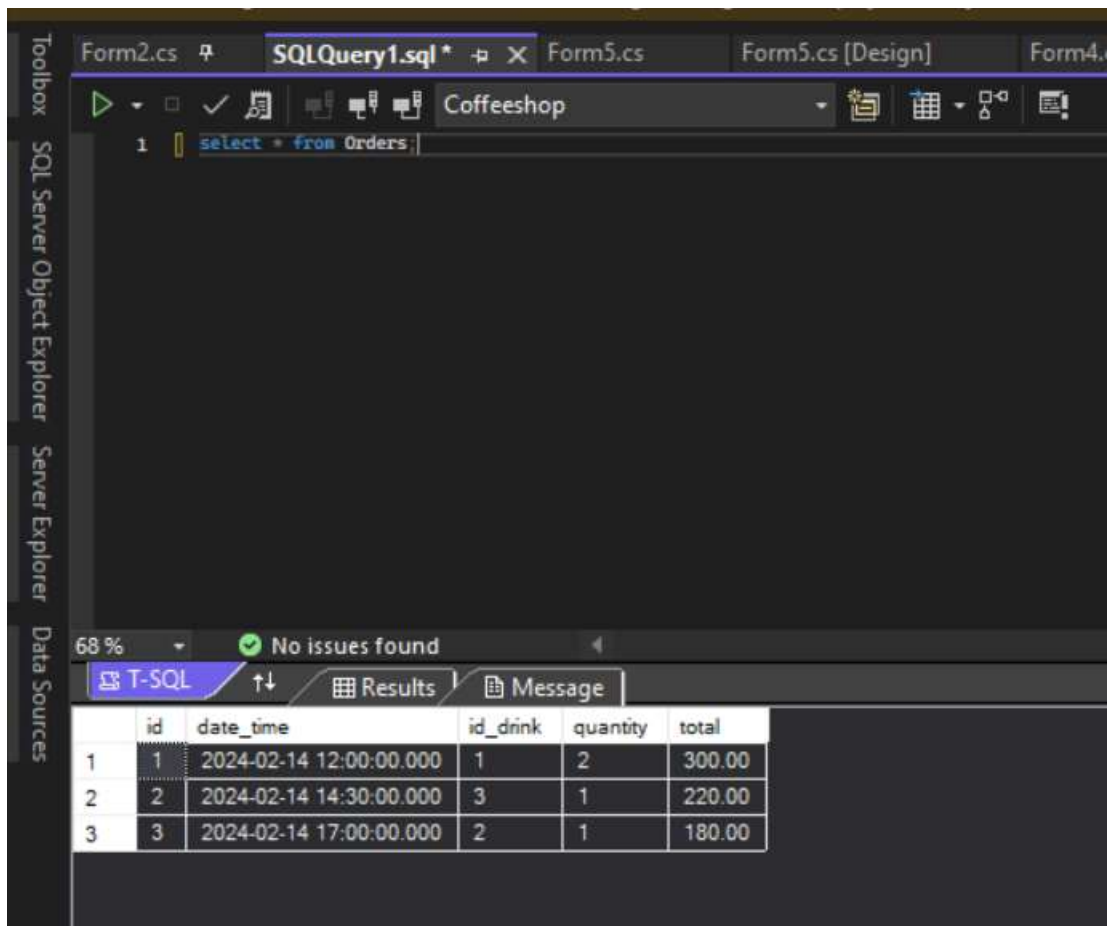 Form2.cs SQLQuery1.sql* Form5.cs Form5.cs [Design] Form4.
Coffeeshop
1 select * from Orders;
Toolbox
SQL Server Object Explorer
Server Explorer
Data Sources
68 % No issues found
T-SQL Results Message
id date_time id_drink quantity total
1 1 2024-02-14 12:00:00.000 1 2 300.00
2 2 2024-02-14 14:30:00.000 3 1 220.00
3 3 2024-02-14 17:00:00.000 2 1 180.00